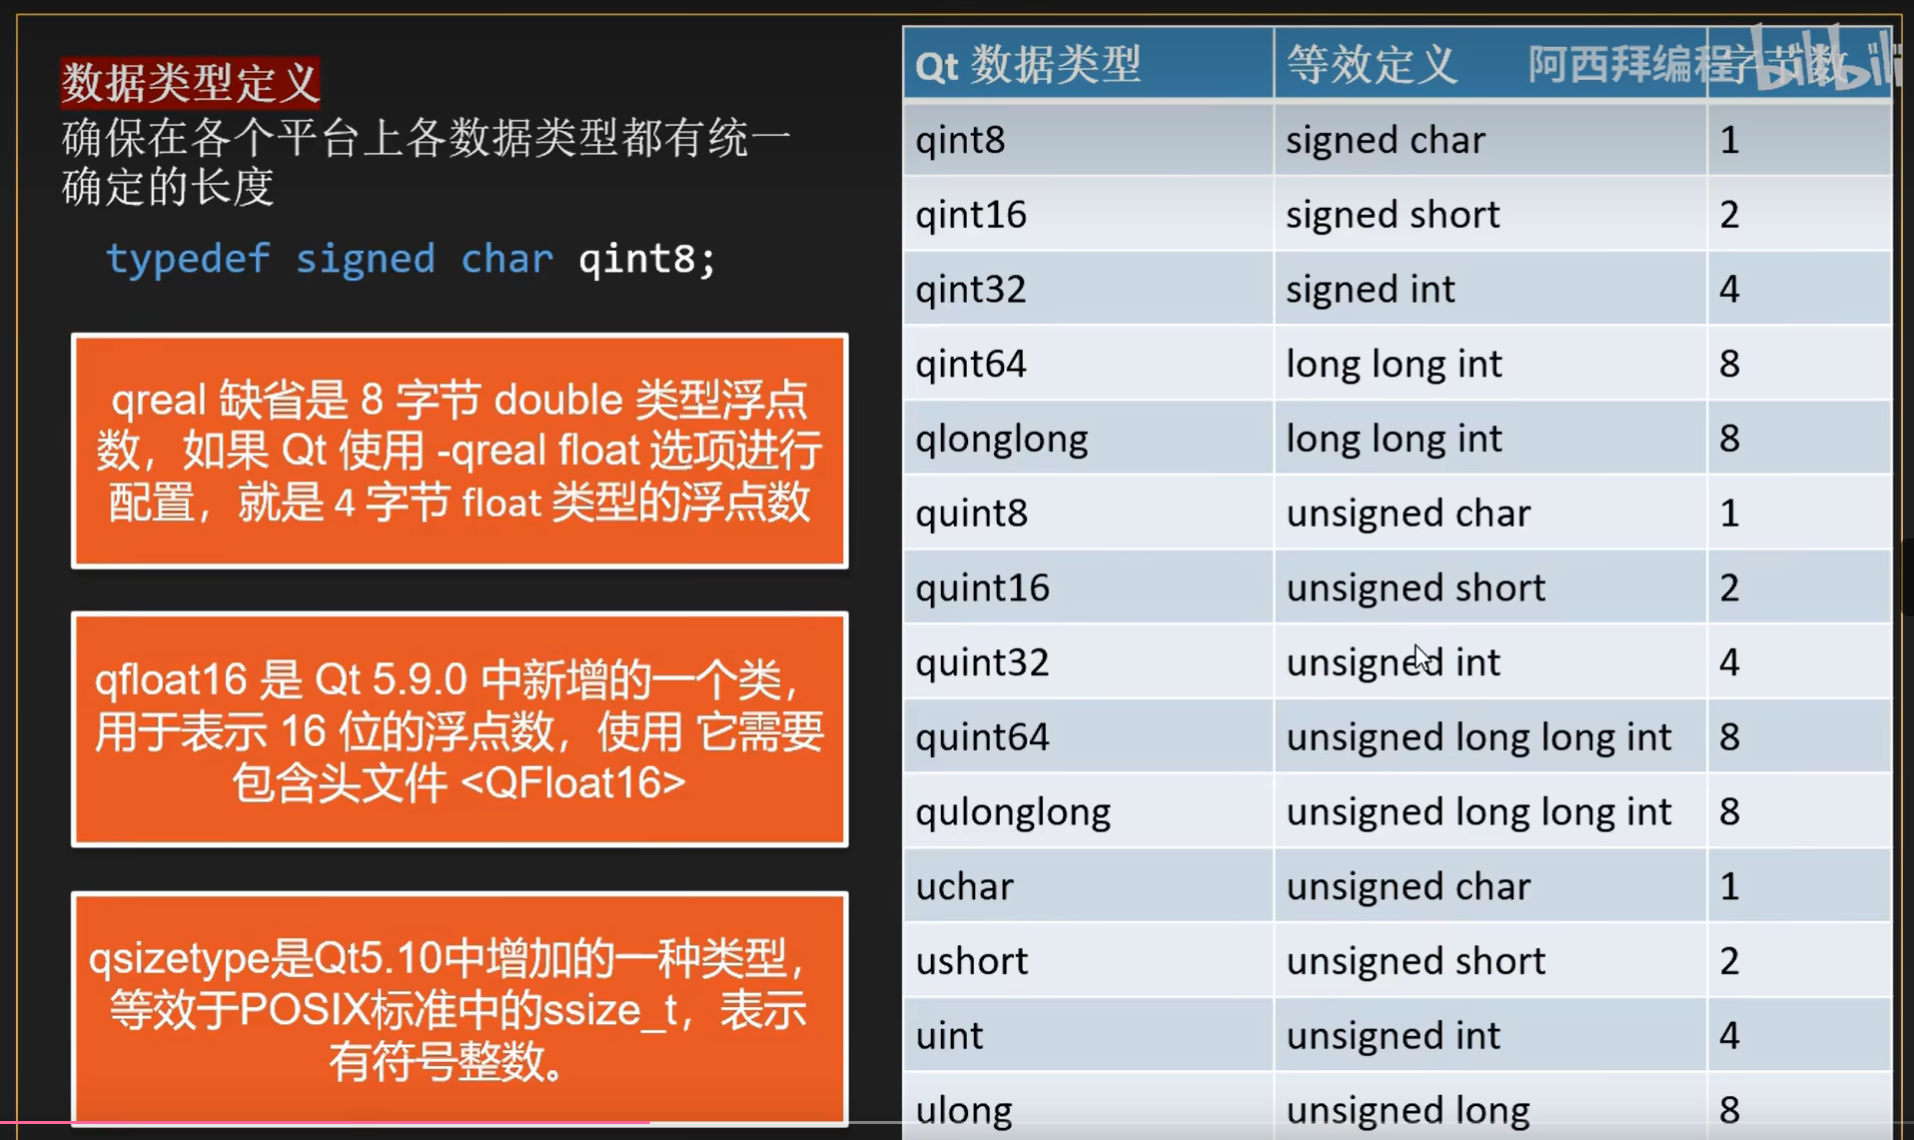 数据类型定义
确保在各个平台上各数据类型都有统一
确定的长度
typedef signed char qint8;
qreal 缺省是 8 字节 double 类型浮点
数，如果 Qt 使用 -qreal float 选项进行
配置，就是 4 字节 float 类型的浮点数
qfloat16 是 Qt 5.9.0 中新增的一个类，
用于表示 16 位的浮点数，使用 它需要
包含头文件 <QFloat16>
qsizetype是Qt5.10中增加的一种类型，
等效于POSIX标准中的ssize_t，表示
有符号整数。
Qt 数据类型 等效定义 字节数
阿西拜编程 bilibili
qint8 signed char 1
qint16 signed short 2
qint32 signed int 4
qint64 long long int 8
qlonglong long long int 8
quint8 unsigned char 1
quint16 unsigned short 2
quint32 unsigned int 4
quint64 unsigned long long int 8
qulonglong unsigned long long int 8
uchar unsigned char 1
ushort unsigned short 2
uint unsigned int 4
ulong unsigned long 8